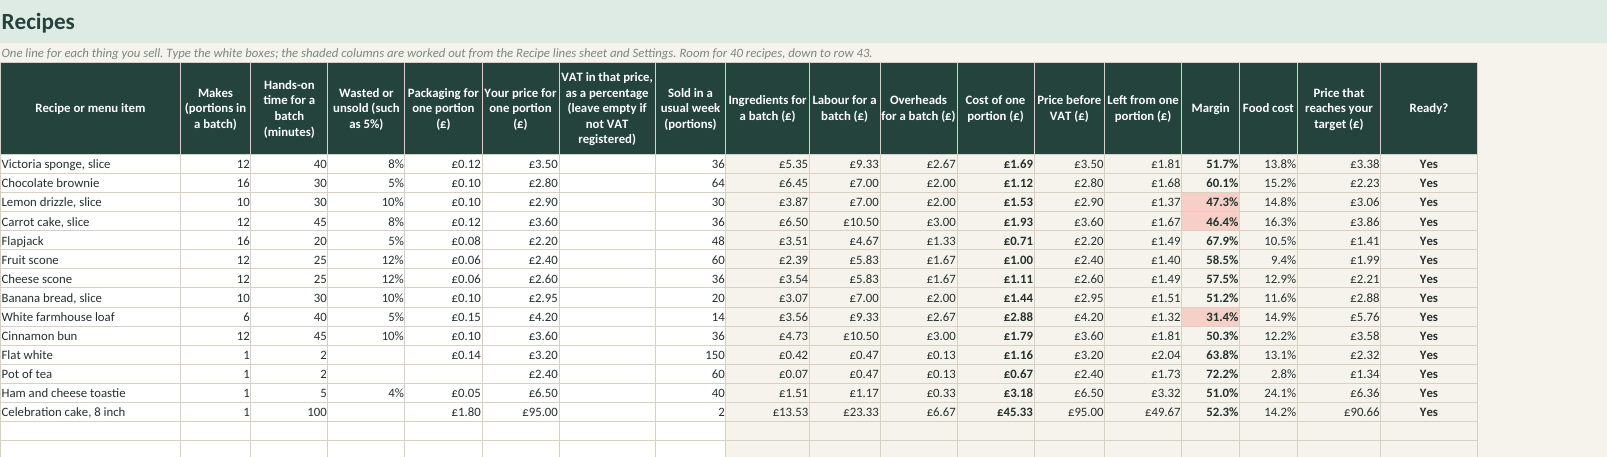 Recipes
One line for each thing you sell. Type the white boxes; the shaded columns are worked out from the Recipe lines sheet and Settings. Room for 40 recipes, down to row 43.
Recipe or menu item Makes (portions in a batch) Hands-on time for a batch (minutes) Wasted or unsold (such as 5%) Packaging for one portion (£) Your price for one portion (£) VAT in that price, as a percentage (leave empty if not VAT registered) Sold in a usual week (portions) Ingredients for a batch (£) Labour for a batch (£) Overheads for a batch (£) Cost of one portion (£) Price before VAT (£) Left from one portion (£) Margin Food cost Price that reaches your target (£) Ready?
Victoria sponge, slice 12 40 8% £0.12 £3.50 36 £5.35 £9.33 £2.67 £1.69 £3.50 £1.81 51.7% 13.8% £3.38 Yes
Chocolate brownie 16 30 5% £0.10 £2.80 64 £6.45 £7.00 £2.00 £1.12 £2.80 £1.68 60.1% 15.2% £2.23 Yes
Lemon drizzle, slice 10 30 10% £0.10 £2.90 30 £3.87 £7.00 £2.00 £1.53 £2.90 £1.37 47.3% 14.8% £3.06 Yes
Carrot cake, slice 12 45 8% £0.12 £3.60 36 £6.50 £10.50 £3.00 £1.93 £3.60 £1.67 46.4% 16.3% £3.86 Yes
Flapjack 16 20 5% £0.08 £2.20 48 £3.51 £4.67 £1.33 £0.71 £2.20 £1.49 67.9% 10.5% £1.41 Yes
Fruit scone 12 25 12% £0.06 £2.40 60 £2.39 £5.83 £1.67 £1.00 £2.40 £1.40 58.5% 9.4% £1.99 Yes
Cheese scone 12 25 12% £0.06 £2.60 36 £3.54 £5.83 £1.67 £1.11 £2.60 £1.49 57.5% 12.9% £2.21 Yes
Banana bread, slice 10 30 10% £0.10 £2.95 20 £3.07 £7.00 £2.00 £1.44 £2.95 £1.51 51.2% 11.6% £2.88 Yes
White farmhouse loaf 6 40 5% £0.15 £4.20 14 £3.56 £9.33 £2.67 £2.88 £4.20 £1.32 31.4% 14.9% £5.76 Yes
Cinnamon bun 12 45 10% £0.10 £3.60 36 £4.73 £10.50 £3.00 £1.79 £3.60 £1.81 50.3% 12.2% £3.58 Yes
Flat white 1 2 £0.14 £3.20 150 £0.42 £0.47 £0.13 £1.16 £3.20 £2.04 63.8% 13.1% £2.32 Yes
Pot of tea 1 2 £2.40 60 £0.07 £0.47 £0.13 £0.67 £2.40 £1.73 72.2% 2.8% £1.34 Yes
Ham and cheese toastie 1 5 4% £0.05 £6.50 40 £1.51 £1.17 £0.33 £3.18 £6.50 £3.32 51.0% 24.1% £6.36 Yes
Celebration cake, 8 inch 1 100 £1.80 £95.00 2 £13.53 £23.33 £6.67 £45.33 £95.00 £49.67 52.3% 14.2% £90.66 Yes